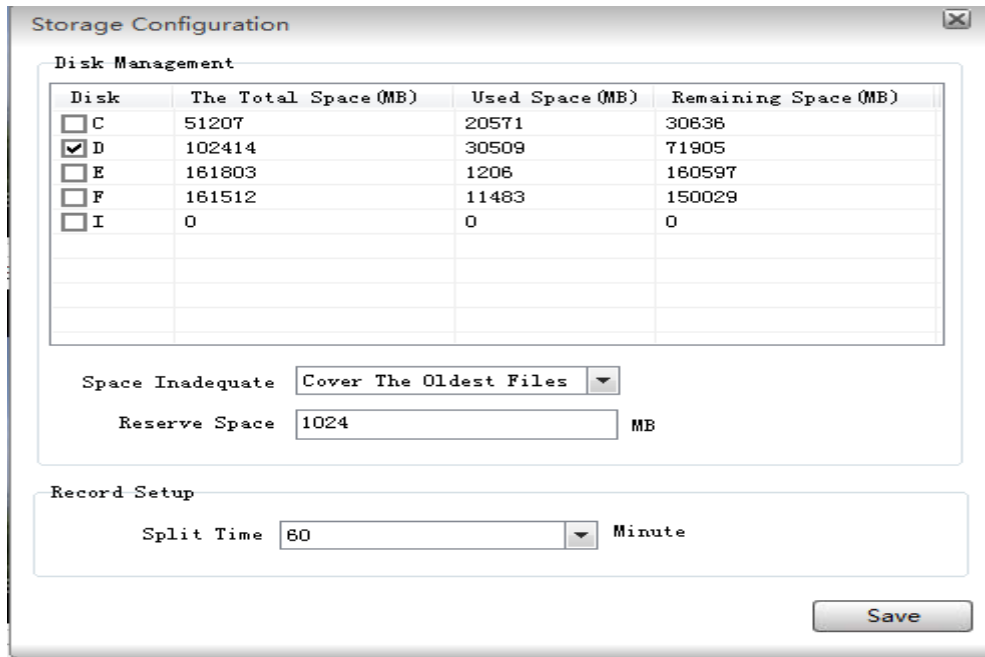 Storage Configuration
Disk Management
Disk The Total Space(MB) Used Space(MB) Remaining Space(MB)
C 51207 20571 30636
D 102414 30509 71905
E 161803 1206 160597
F 161512 11483 150029
I 0 0 0
Space Inadequate Cover The Oldest Files
Reserve Space 1024 MB
Record Setup
Split Time 60 Minute
Save